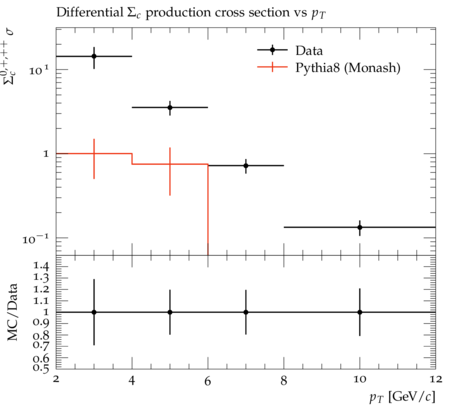 Differential Σc production cross section vs pT
Σc0,+,++ σ
Data
Pythia8 (Monash)
10^1
1
10^−1
MC/Data
1.4
1.3
1.2
1.1
1
0.9
0.8
0.7
0.6
0.5
2 4 6 8 10 12
pT [GeV/c]